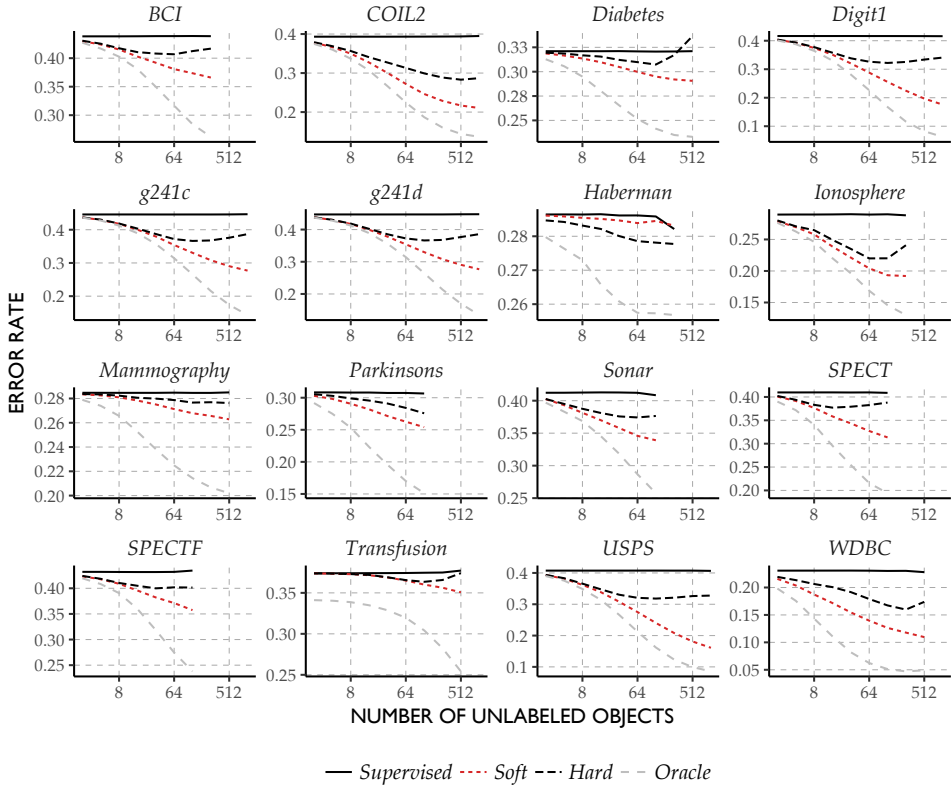 BCI COIL2 Diabetes Digit1
0.40
0.30
8 64 512
0.4
0.3
0.2
8 64 512
0.33
0.30
0.28
0.25
8 64 512
0.4
0.3
0.2
0.1
8 64 512
g241c g241d Haberman Ionosphere
0.4
0.3
0.2
8 64 512
0.4
0.3
0.2
8 64 512
0.28
0.27
0.26
8 64 512
0.25
0.20
0.15
8 64 512
ERROR RATE
Mammography Parkinsons Sonar SPECT
0.28
0.26
0.24
0.22
0.20
8 64 512
0.30
0.25
0.20
0.15
8 64 512
0.40
0.35
0.30
0.25
8 64 512
0.40
0.35
0.30
0.25
0.20
8 64 512
SPECTF Transfusion USPS WDBC
0.40
0.35
0.30
0.25
8 64 512
0.35
0.30
0.25
8 64 512
0.4
0.3
0.2
0.1
8 64 512
0.20
0.15
0.10
0.05
8 64 512
NUMBER OF UNLABELED OBJECTS
Supervised Soft Hard Oracle